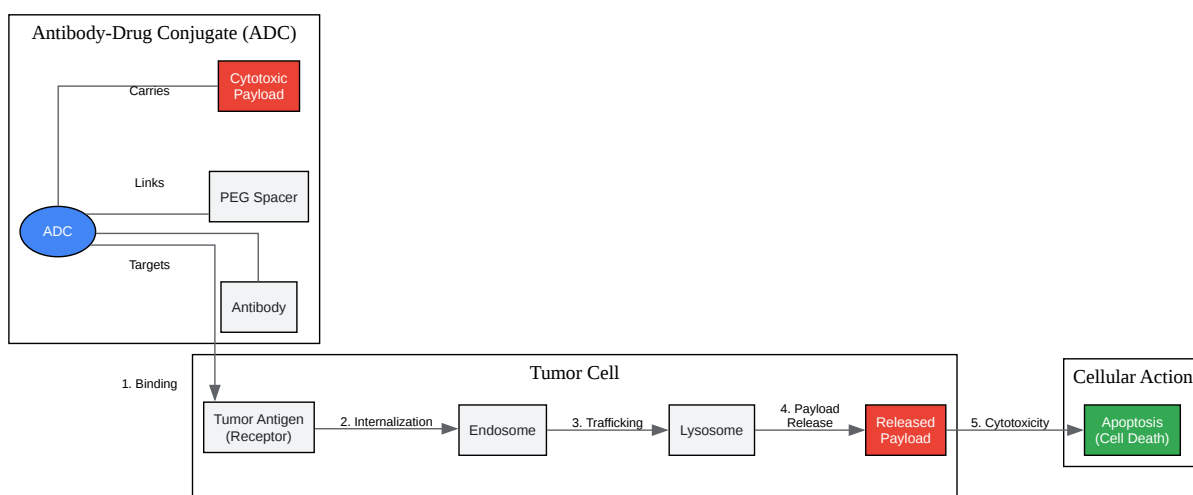 Antibody-Drug Conjugate (ADC)
Cytotoxic
Payload
Carries
Links
PEG Spacer
ADC
Targets
Antibody
Tumor Cell
Cellular Action
1. Binding
Tumor Antigen
(Receptor)
2. Internalization
Endosome
3. Trafficking
Lysosome
4. Payload
Release
Released
Payload
5. Cytotoxicity
Apoptosis
(Cell Death)